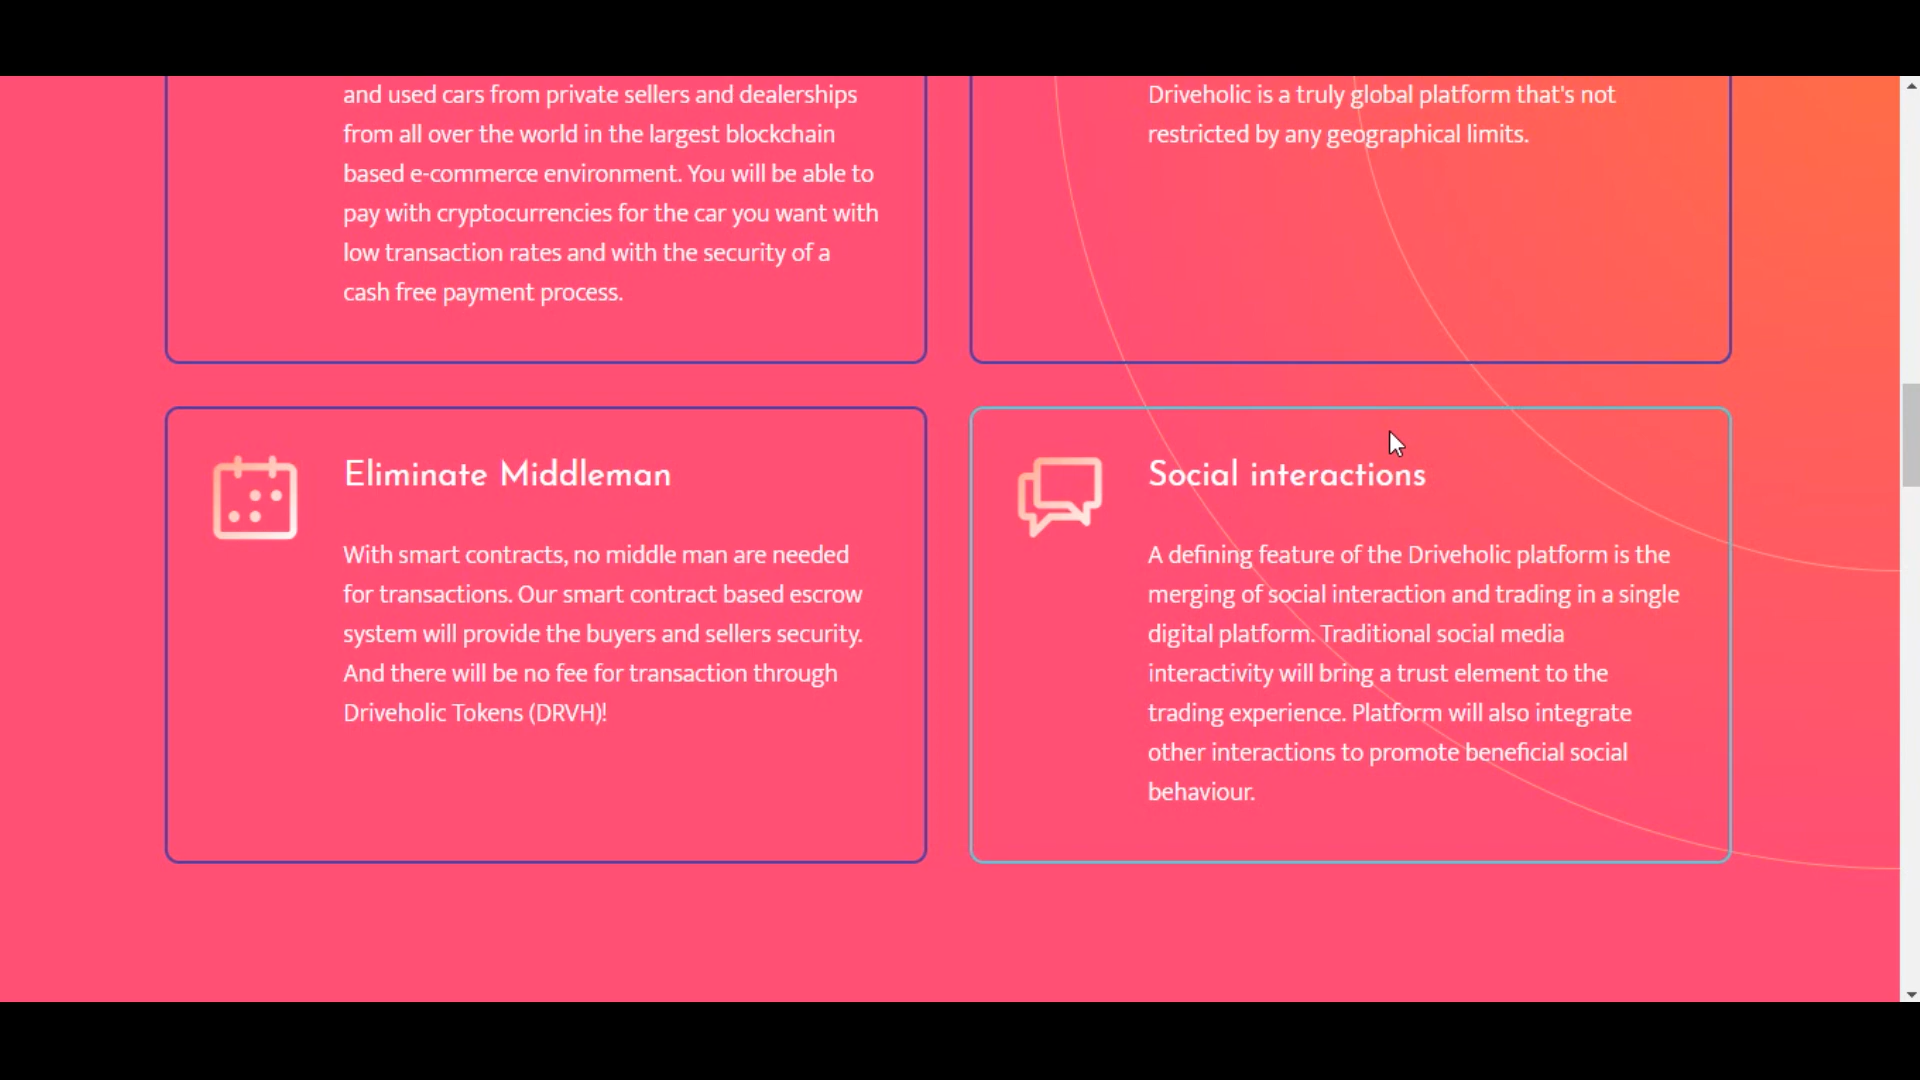 and used cars from private sellers and dealerships
from all over the world in the largest blockchain
based e-commerce environment. You will be able to
pay with cryptocurrencies for the car you want with
low transaction rates and with the security of a
cash free payment process.
Driveholic is a truly global platform that's not
restricted by any geographical limits.
Eliminate Middleman
With smart contracts, no middle man are needed
for transactions. Our smart contract based escrow
system will provide the buyers and sellers security.
And there will be no fee for transaction through
Driveholic Tokens (DRVH)!
Social interactions
A defining feature of the Driveholic platform is the
merging of social interaction and trading in a single
digital platform. Traditional social media
interactivity will bring a trust element to the
trading experience. Platform will also integrate
other interactions to promote beneficial social
behaviour.